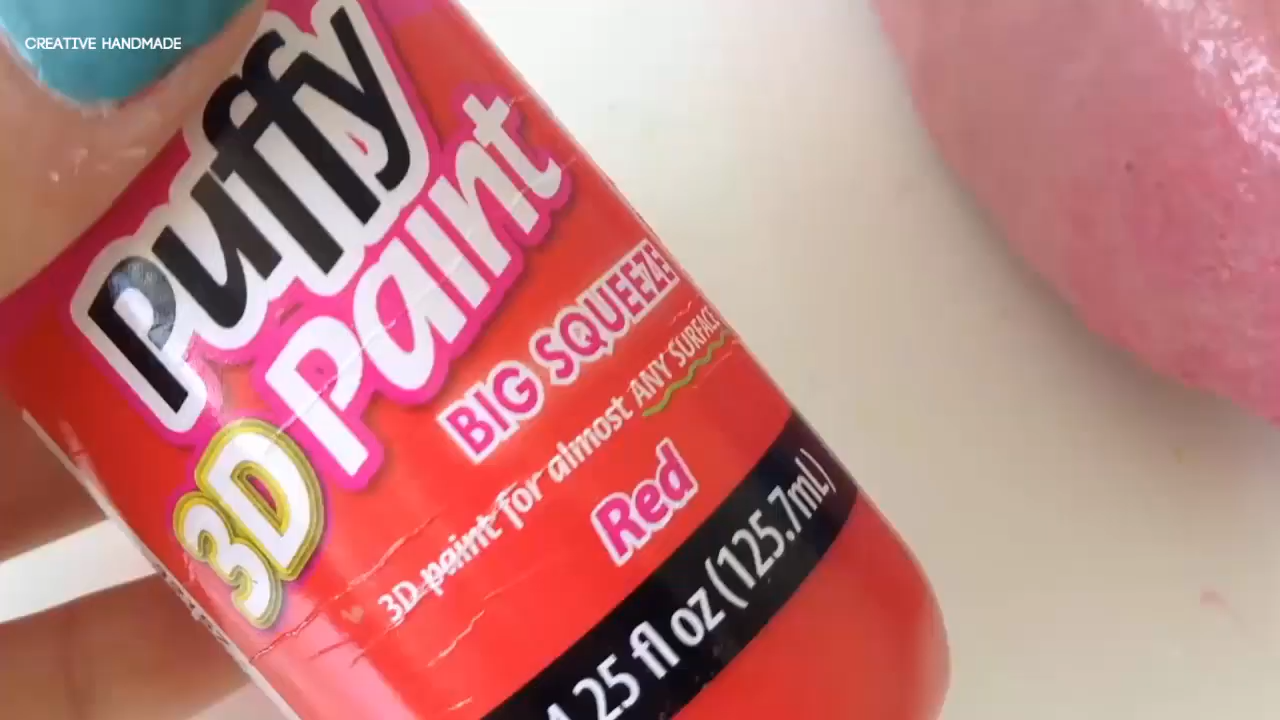 CREATIVE HANDMADE
puffy
3D Paint
BIG SQUEEZE
3D paint for almost ANY SURFACE
Red
4.25 fl oz (125.7mL)